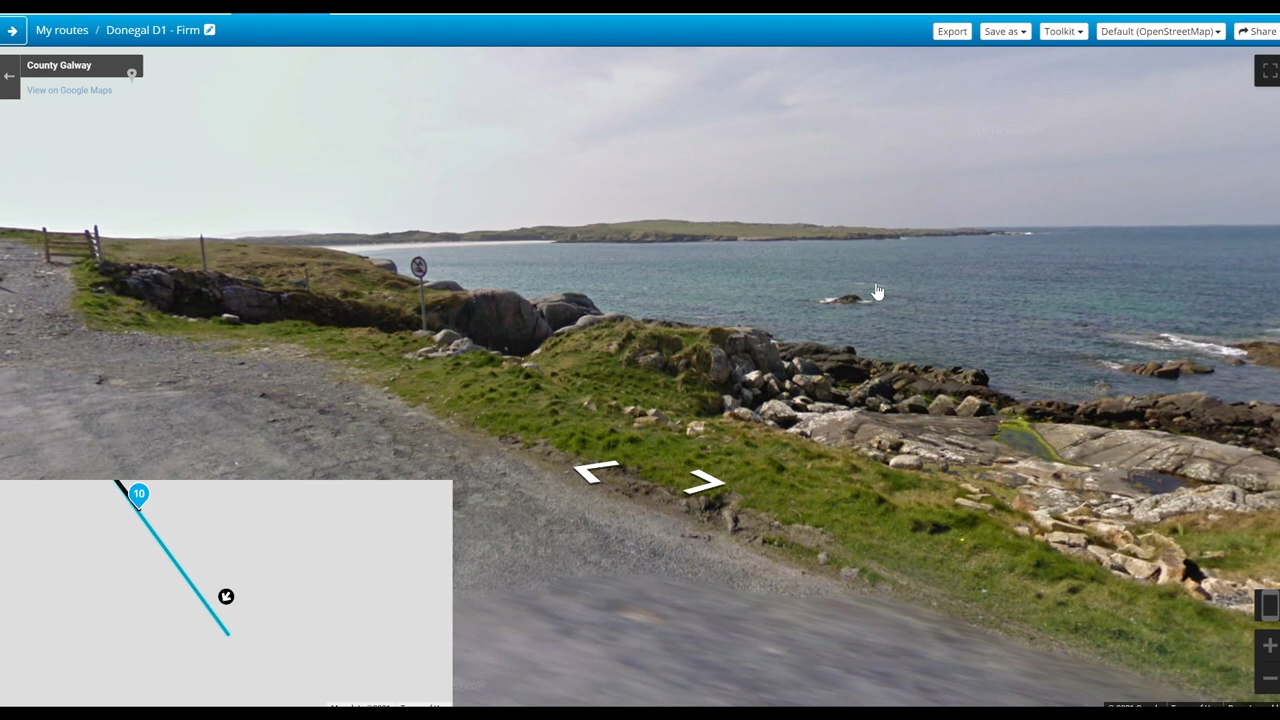 My routes / Donegal D1 - Firm
Export
Save as
Toolkit
Default (OpenStreetMap)
Share
County Galway
View on Google Maps
10